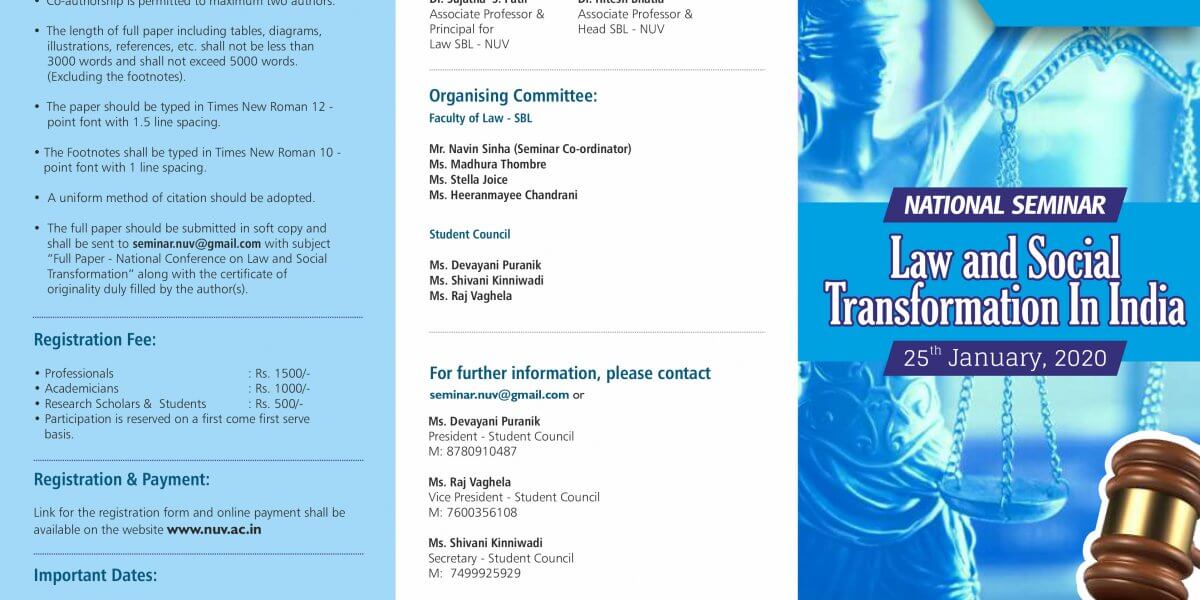 • Co-authorship is permitted to maximum two authors.
• The length of full paper including tables, diagrams,
illustrations, references, etc. shall not be less than
3000 words and shall not exceed 5000 words.
(Excluding the footnotes).
• The paper should be typed in Times New Roman 12 -
point font with 1.5 line spacing.
• The Footnotes shall be typed in Times New Roman 10 -
point font with 1 line spacing.
• A uniform method of citation should be adopted.
• The full paper should be submitted in soft copy and
shall be sent to seminar.nuv@gmail.com with subject
“Full Paper - National Conference on Law and Social
Transformation” along with the certificate of
originality duly filled by the author(s).
Registration Fee:
• Professionals : Rs. 1500/-
• Academicians : Rs. 1000/-
• Research Scholars & Students : Rs. 500/-
• Participation is reserved on a first come first serve
basis.
Registration & Payment:
Link for the registration form and online payment shall be
available on the website www.nuv.ac.in
Important Dates:
Dr. Sujatha S. Patil
Associate Professor &
Principal for
Law SBL - NUV
Dr. Hitesh Bhatia
Associate Professor &
Head SBL - NUV
Organising Committee:
Faculty of Law - SBL
Mr. Navin Sinha (Seminar Co-ordinator)
Ms. Madhura Thombre
Ms. Stella Joice
Ms. Heeranmayee Chandrani
Student Council
Ms. Devayani Puranik
Ms. Shivani Kinniwadi
Ms. Raj Vaghela
For further information, please contact
seminar.nuv@gmail.com or
Ms. Devayani Puranik
President - Student Council
M: 8780910487
Ms. Raj Vaghela
Vice President - Student Council
M: 7600356108
Ms. Shivani Kinniwadi
Secretary - Student Council
M: 7499925929
NATIONAL SEMINAR
Law and Social
Transformation In India
25th January, 2020